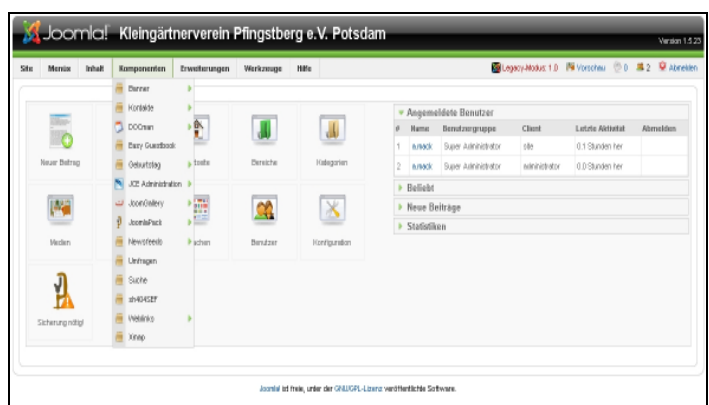 Joomla! Kleingärtnerverein Pfingstberg e.V. Potsdam
Version 1.5.23
Site Menüs Inhalt Komponenten Erweiterungen Werkzeuge Hilfe Legacy-Modus: 1.0 Vorschau 0 2 Abmelden
Banner
Kontakte
DOCman
Easy Guestbook
Geburtstag
JCE Administration
JoomGallery
JoomlaPack
Newsfeeds
Umfragen
Suche
sh404SEF
Weblinks
Xmap
Neuer Beitrag
Bereiche
Kategorien
Medien
Benutzer
Konfiguration
Sicherung nötig!
Angemeldete Benutzer
# Name Benutzergruppe Client Letzte Aktivität Abmelden
1 a.mack Super Administrator site 0.1 Stunden her
2 a.mack Super Administrator administrator 0.0 Stunden her
Beliebt
Neue Beiträge
Statistiken
Joomla! ist freie, unter der GNU/GPL-Lizenz veröffentlichte Software.